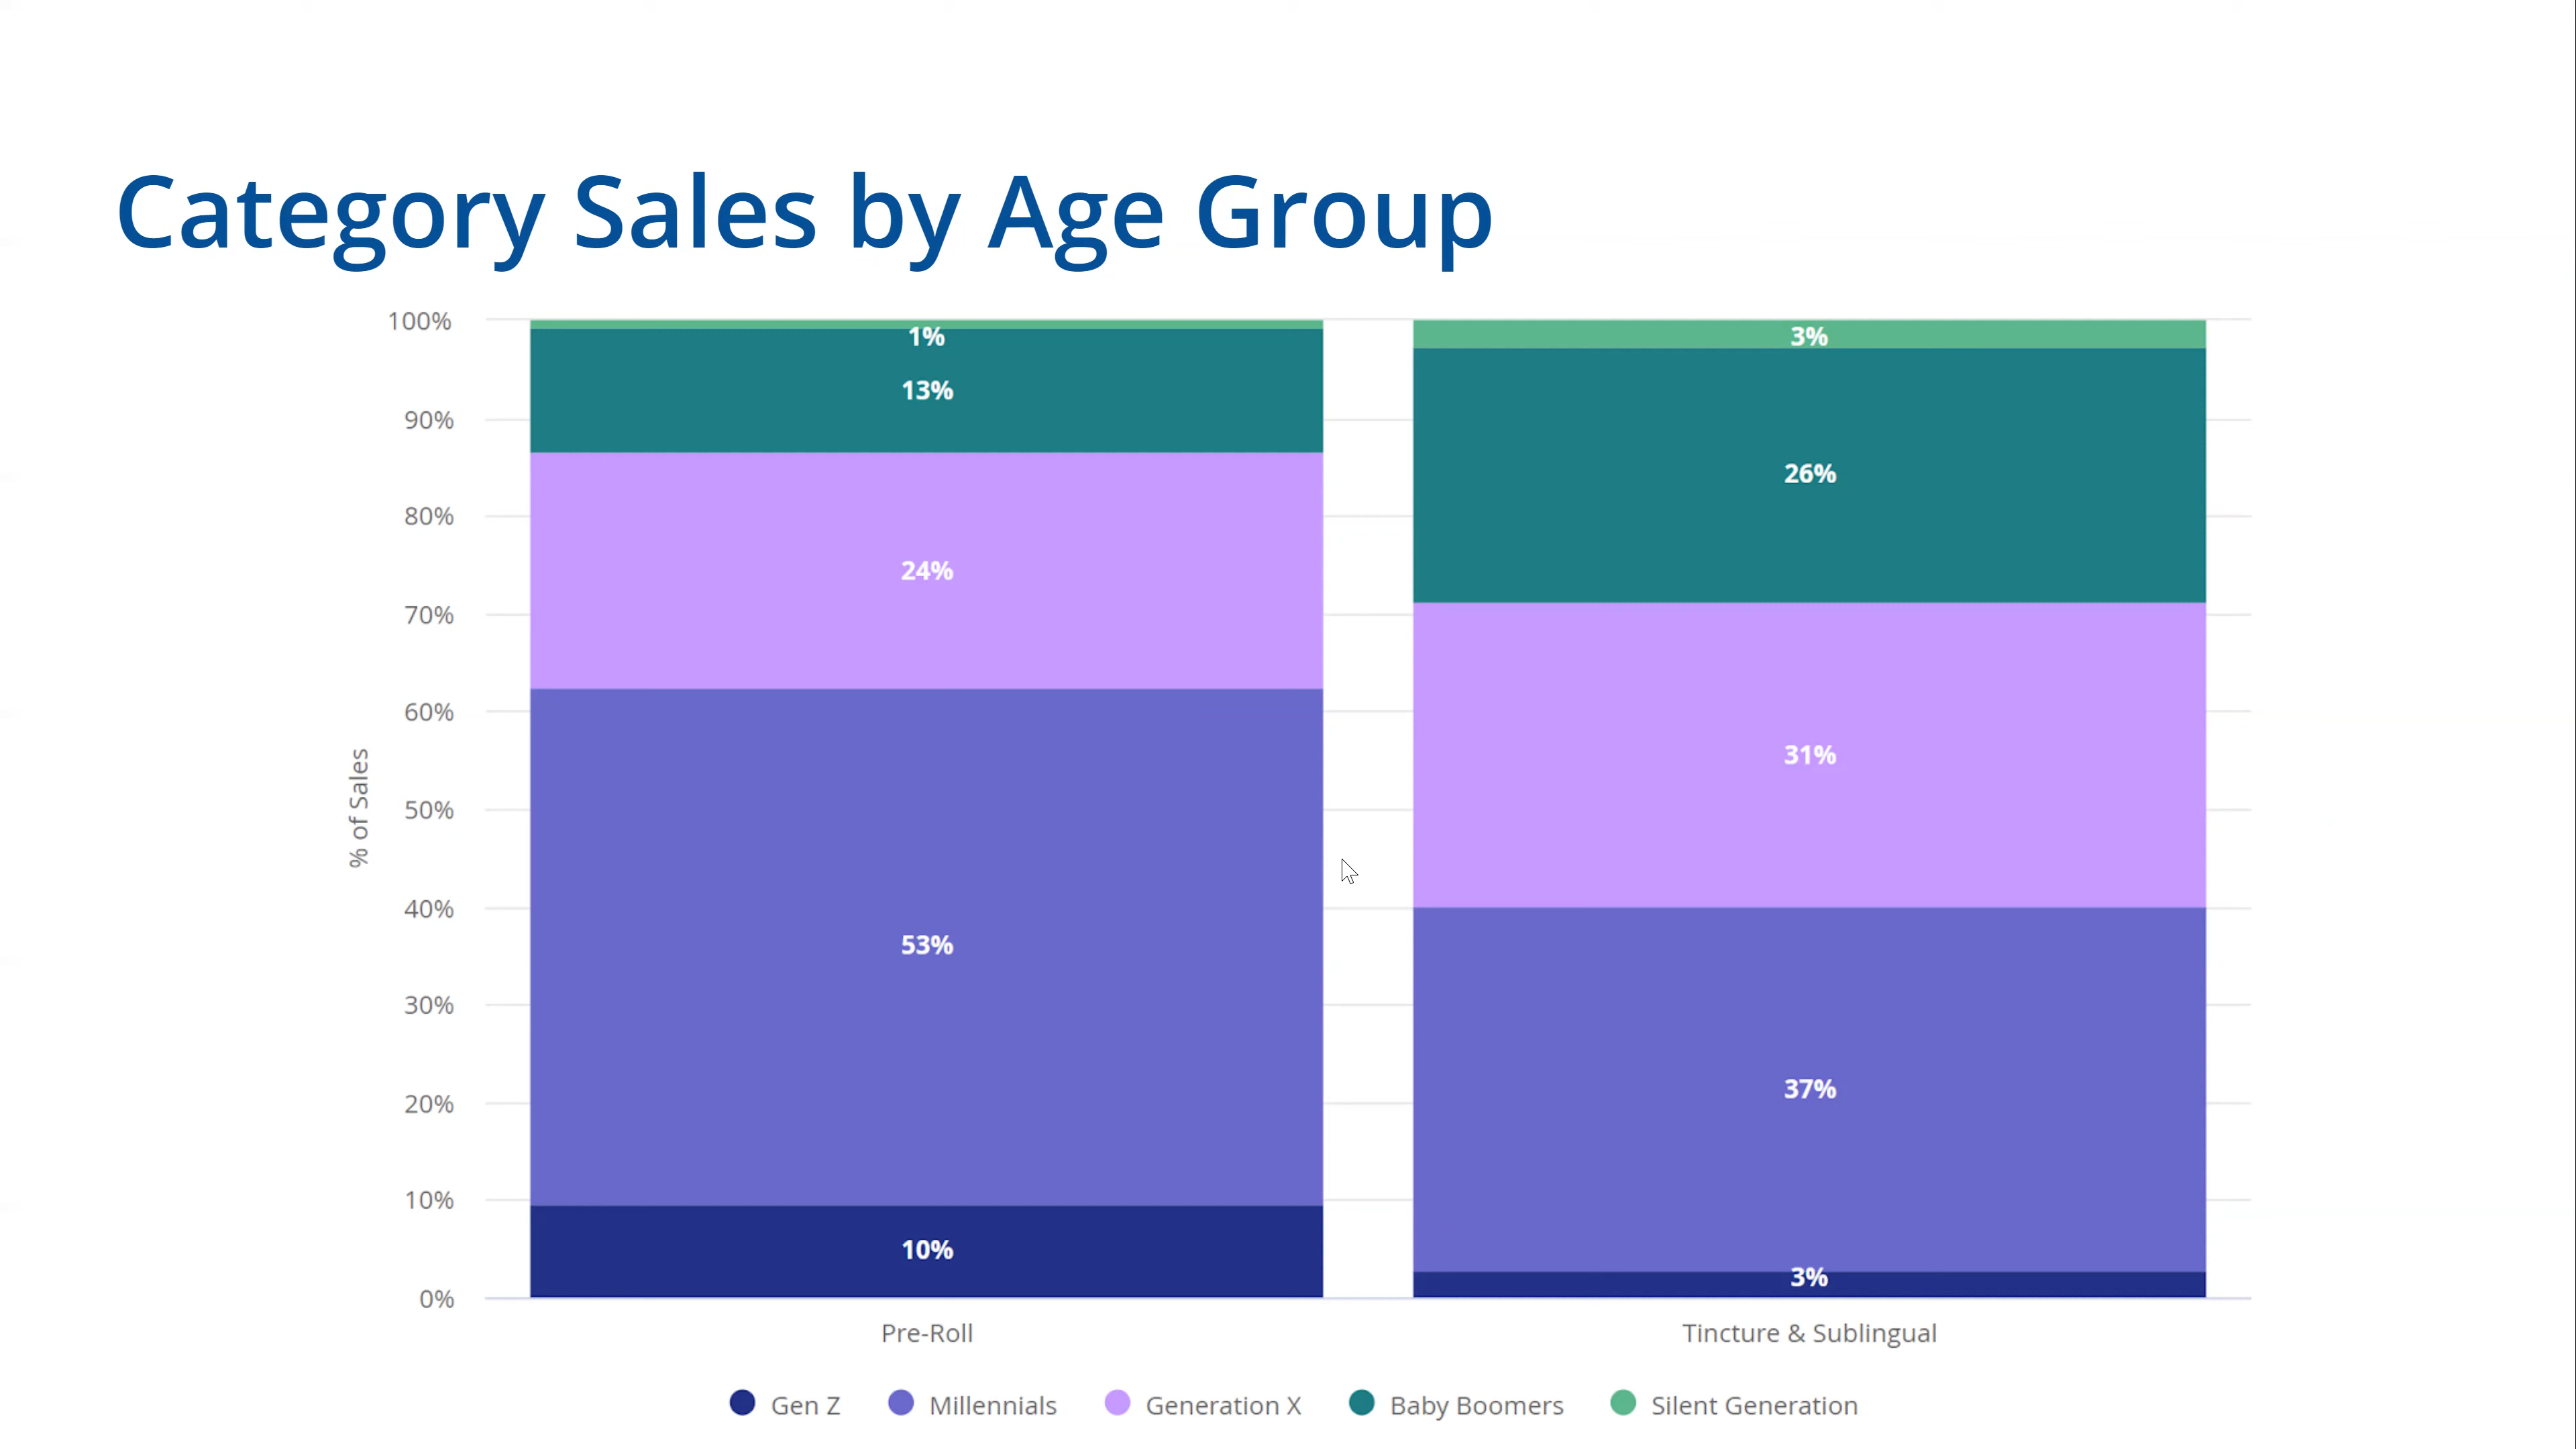 Category Sales by Age Group
100%
90%
80%
70%
60%
50%
40%
30%
20%
10%
0%
% of Sales
1%
13%
24%
53%
10%
3%
26%
31%
37%
3%
Pre-Roll
Tincture & Sublingual
Gen Z
Millennials
Generation X
Baby Boomers
Silent Generation